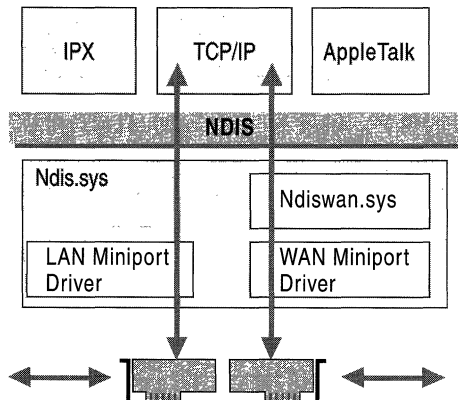 IPX
TCP/IP
AppleTalk
NDIS
Ndis.sys
Ndiswan.sys
LAN Miniport
Driver
WAN Miniport
Driver